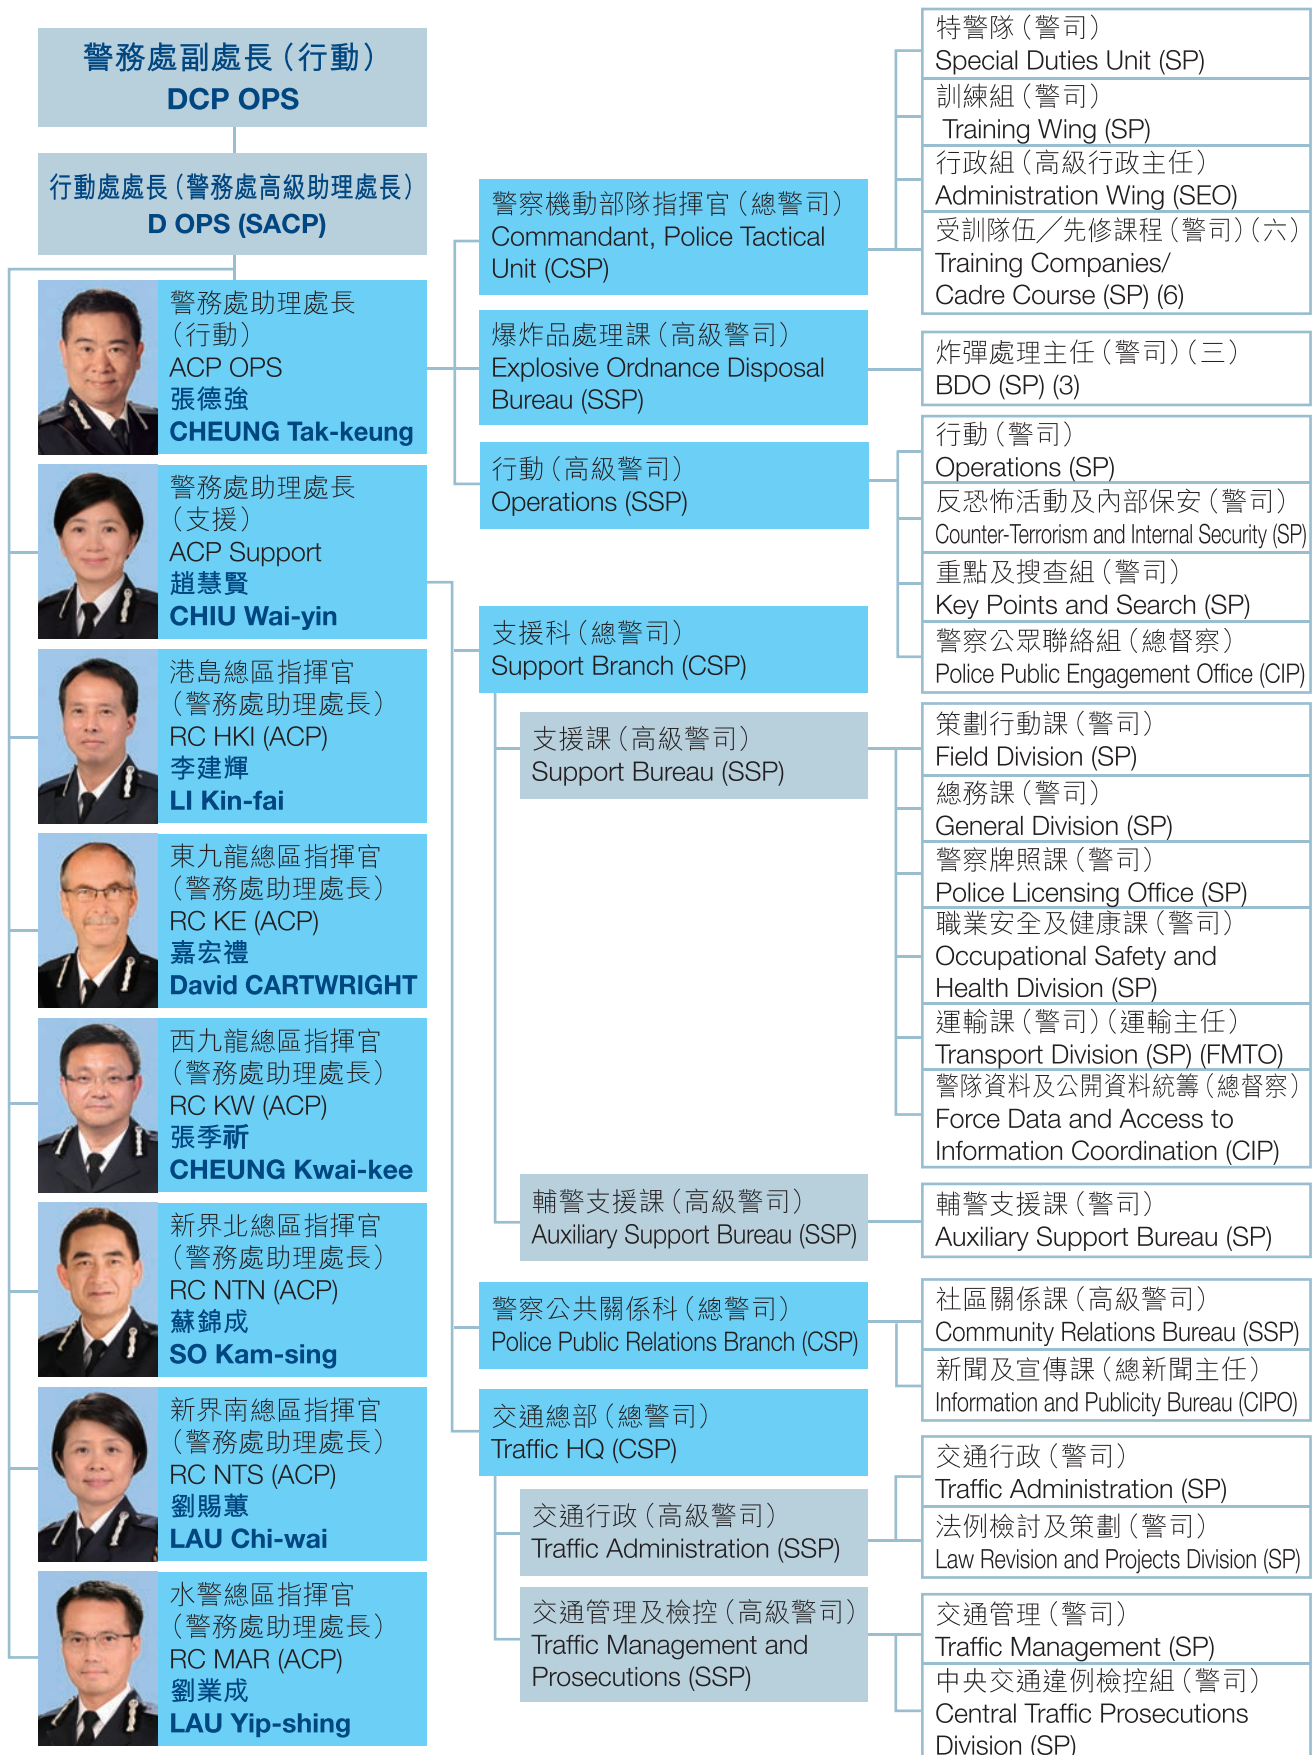 警務處副處長（行動）
DCP OPS
行動處處長（警務處高級助理處長）
D OPS (SACP)
警務處助理處長
（行動）
ACP OPS
張德強
CHEUNG Tak-keung
警務處助理處長
（支援）
ACP Support
趙慧賢
CHIU Wai-yin
港島總區指揮官
（警務處助理處長）
RC HKI (ACP)
李建輝
LI Kin-fai
東九龍總區指揮官
（警務處助理處長）
RC KE (ACP)
嘉宏禮
David CARTWRIGHT
西九龍總區指揮官
（警務處助理處長）
RC KW (ACP)
張季祈
CHEUNG Kwai-kee
新界北總區指揮官
（警務處助理處長）
RC NTN (ACP)
蘇錦成
SO Kam-sing
新界南總區指揮官
（警務處助理處長）
RC NTS (ACP)
劉賜蕙
LAU Chi-wai
水警總區指揮官
（警務處助理處長）
RC MAR (ACP)
劉業成
LAU Yip-shing
警察機動部隊指揮官（總警司）
Commandant, Police Tactical
Unit (CSP)
爆炸品處理課（高級警司）
Explosive Ordnance Disposal
Bureau (SSP)
行動（高級警司）
Operations (SSP)
支援科（總警司）
Support Branch (CSP)
支援課（高級警司）
Support Bureau (SSP)
輔警支援課（高級警司）
Auxiliary Support Bureau (SSP)
警察公共關係科（總警司）
Police Public Relations Branch (CSP)
交通總部（總警司）
Traffic HQ (CSP)
交通行政（高級警司）
Traffic Administration (SSP)
交通管理及檢控（高級警司）
Traffic Management and
Prosecutions (SSP)
特警隊（警司）
Special Duties Unit (SP)
訓練組（警司）
Training Wing (SP)
行政組（高級行政主任）
Administration Wing (SEO)
受訓隊伍／先修課程（警司）（六）
Training Companies/
Cadre Course (SP) (6)
炸彈處理主任（警司）（三）
BDO (SP) (3)
行動（警司）
Operations (SP)
反恐怖活動及內部保安（警司）
Counter-Terrorism and Internal Security (SP)
重點及搜查組（警司）
Key Points and Search (SP)
警察公眾聯絡組（總督察）
Police Public Engagement Office (CIP)
策劃行動課（警司）
Field Division (SP)
總務課（警司）
General Division (SP)
警察牌照課（警司）
Police Licensing Office (SP)
職業安全及健康課（警司）
Occupational Safety and
Health Division (SP)
運輸課（警司）（運輸主任）
Transport Division (SP) (FMTO)
警隊資料及公開資料統籌（總督察）
Force Data and Access to
Information Coordination (CIP)
輔警支援課（警司）
Auxiliary Support Bureau (SP)
社區關係課（高級警司）
Community Relations Bureau (SSP)
新聞及宣傳課（總新聞主任）
Information and Publicity Bureau (CIPO)
交通行政（警司）
Traffic Administration (SP)
法例檢討及策劃（警司）
Law Revision and Projects Division (SP)
交通管理（警司）
Traffic Management (SP)
中央交通違例檢控組（警司）
Central Traffic Prosecutions
Division (SP)